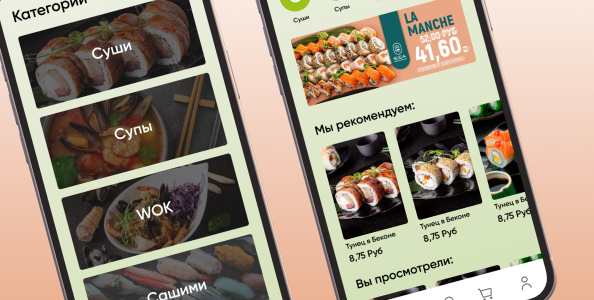 Категории
Суши
Супы
WOK
Сашими
Суши
Супы
LA
MANCHE
52,00 РУБ
41,60
Мы рекомендуем:
Тунец в Беконе
8,75 Руб
Тунец в Беконе
8,75 Руб
Тунец в
8,75 Руб
Вы просмотрели: